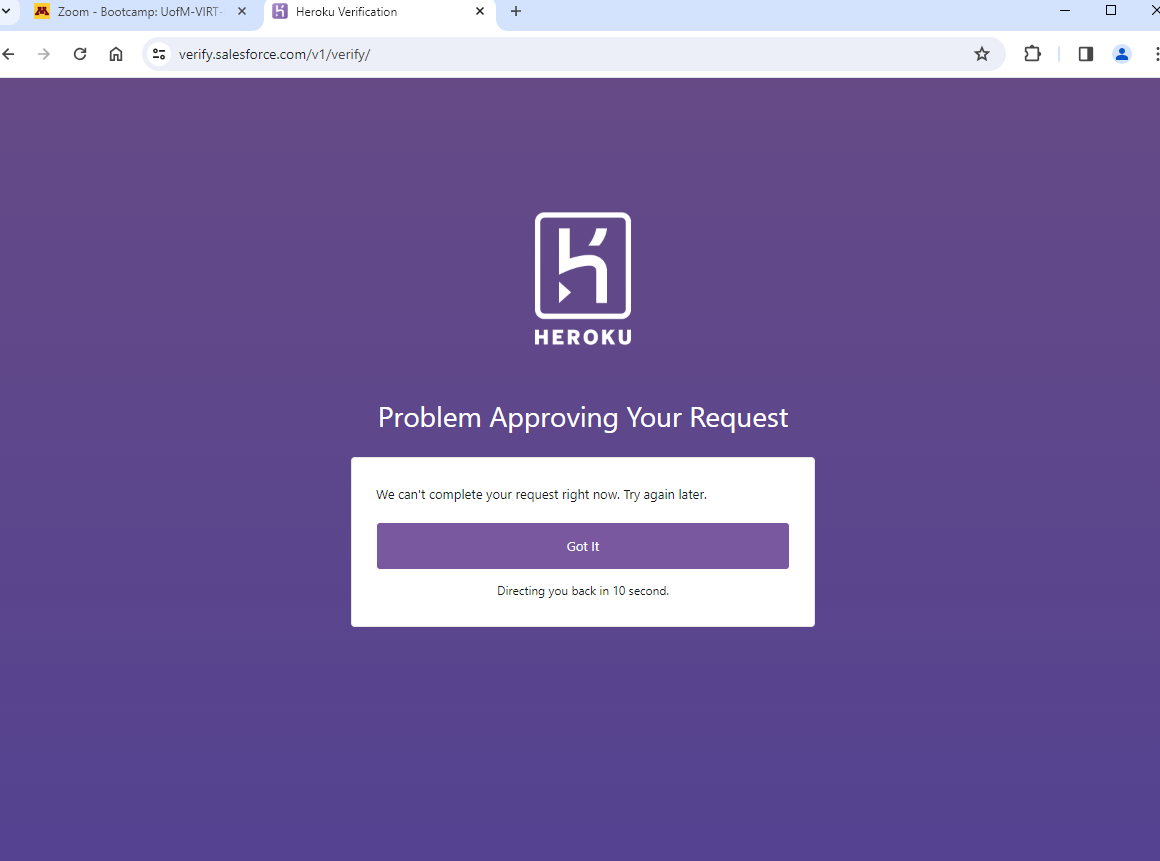 Zoom - Bootcamp: UofM-VIRT-
Heroku Verification
verify.salesforce.com/v1/verify/
HEROKU
Problem Approving Your Request
We can't complete your request right now. Try again later.
Got It
Directing you back in 10 second.